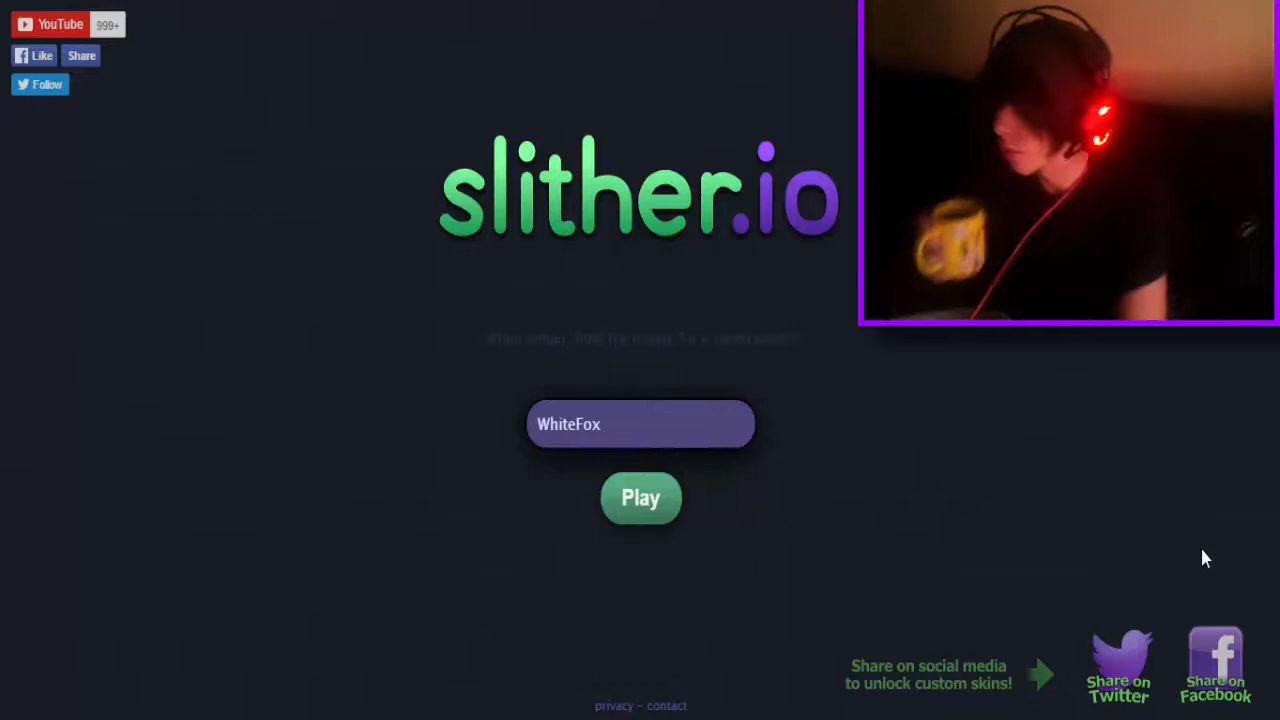 YouTube 999+
Like Share
Follow
slither.io
WhiteFox
Play
Share on social media
to unlock custom skins!
Share on
Twitter
Share on
Facebook
privacy - contact